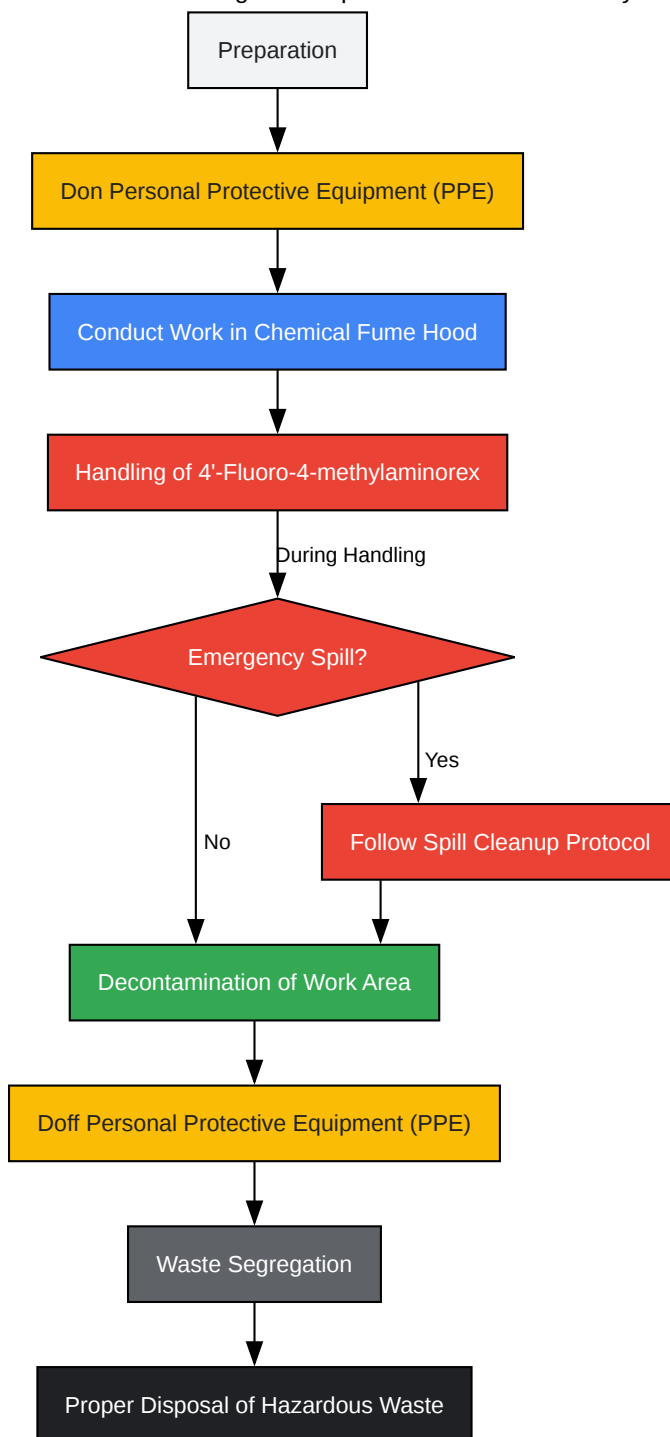 Preparation
Don Personal Protective Equipment (PPE)
Conduct Work in Chemical Fume Hood
Handling of 4'-Fluoro-4-methylaminorex
During Handling
Emergency Spill?
Yes
Follow Spill Cleanup Protocol
No
Decontamination of Work Area
Doff Personal Protective Equipment (PPE)
Waste Segregation
Proper Disposal of Hazardous Waste